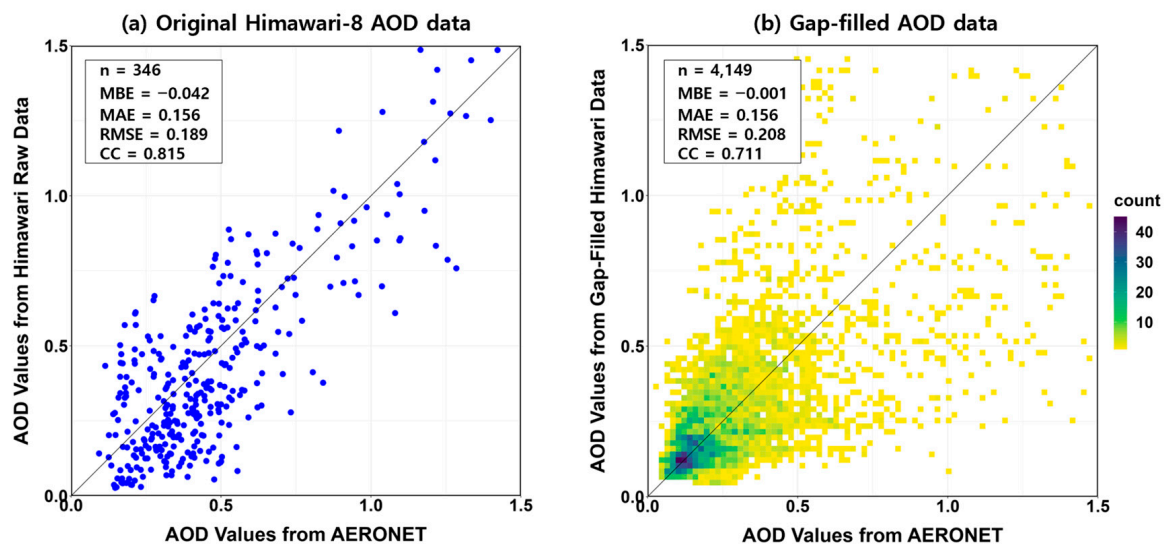 (a) Original Himawari-8 AOD data
AOD Values from Himawari Raw Data
1.5
1.0
0.5
0.0
n = 346
MBE = −0.042
MAE = 0.156
RMSE = 0.189
CC = 0.815
0.0
0.5
1.0
1.5
AOD Values from AERONET
(b) Gap-filled AOD data
AOD Values from Gap-Filled Himawari Data
1.5
1.0
0.5
0.0
n = 4,149
MBE = −0.001
MAE = 0.156
RMSE = 0.208
CC = 0.711
0.0
0.5
1.0
1.5
AOD Values from AERONET
count
40
30
20
10